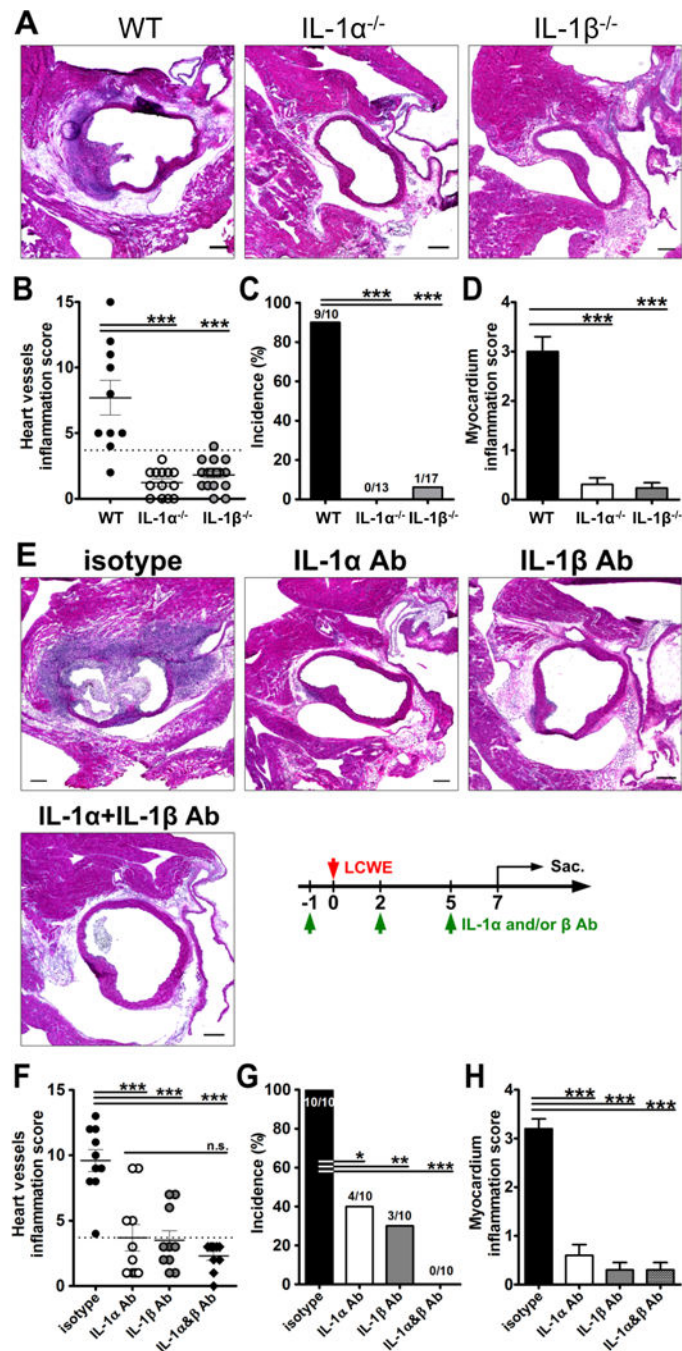 A
WT
IL-1α-/-
IL-1β-/-
B
Heart vessels
inflammation score
15
10
5
0
***
***
WT
IL-1α-/-
IL-1β-/-
C
Incidence (%)
100
80
60
40
20
0
***
***
9/10
0/13
1/17
WT
IL-1α-/-
IL-1β-/-
D
Myocardium
inflammation score
4
3
2
1
0
***
***
WT
IL-1α-/-
IL-1β-/-
E
isotype
IL-1α Ab
IL-1β Ab
IL-1α+IL-1β Ab
LCWE
Sac.
-1 0 2 5 7
IL-1α and/or β Ab
F
Heart vessels
inflammation score
15
10
5
0
***
***
***
n.s.
isotype
IL-1α Ab
IL-1β Ab
IL-1α&β Ab
G
Incidence (%)
100
80
60
40
20
0
10/10
*
**
***
4/10
3/10
0/10
isotype
IL-1α Ab
IL-1β Ab
IL-1α&β Ab
H
Myocardium
inflammation score
4
3
2
1
0
***
***
***
isotype
IL-1α Ab
IL-1β Ab
IL-1α&β Ab